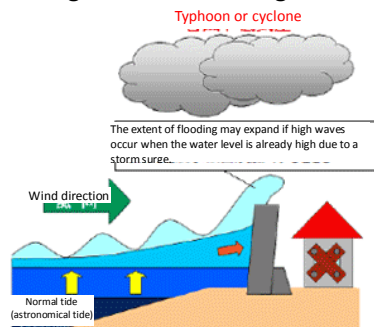 Typhoon or cyclone
The extent of flooding may expand if high waves
occur when the water level is already high due to a
storm surge.
Wind direction
Normal tide
(astronomical tide)